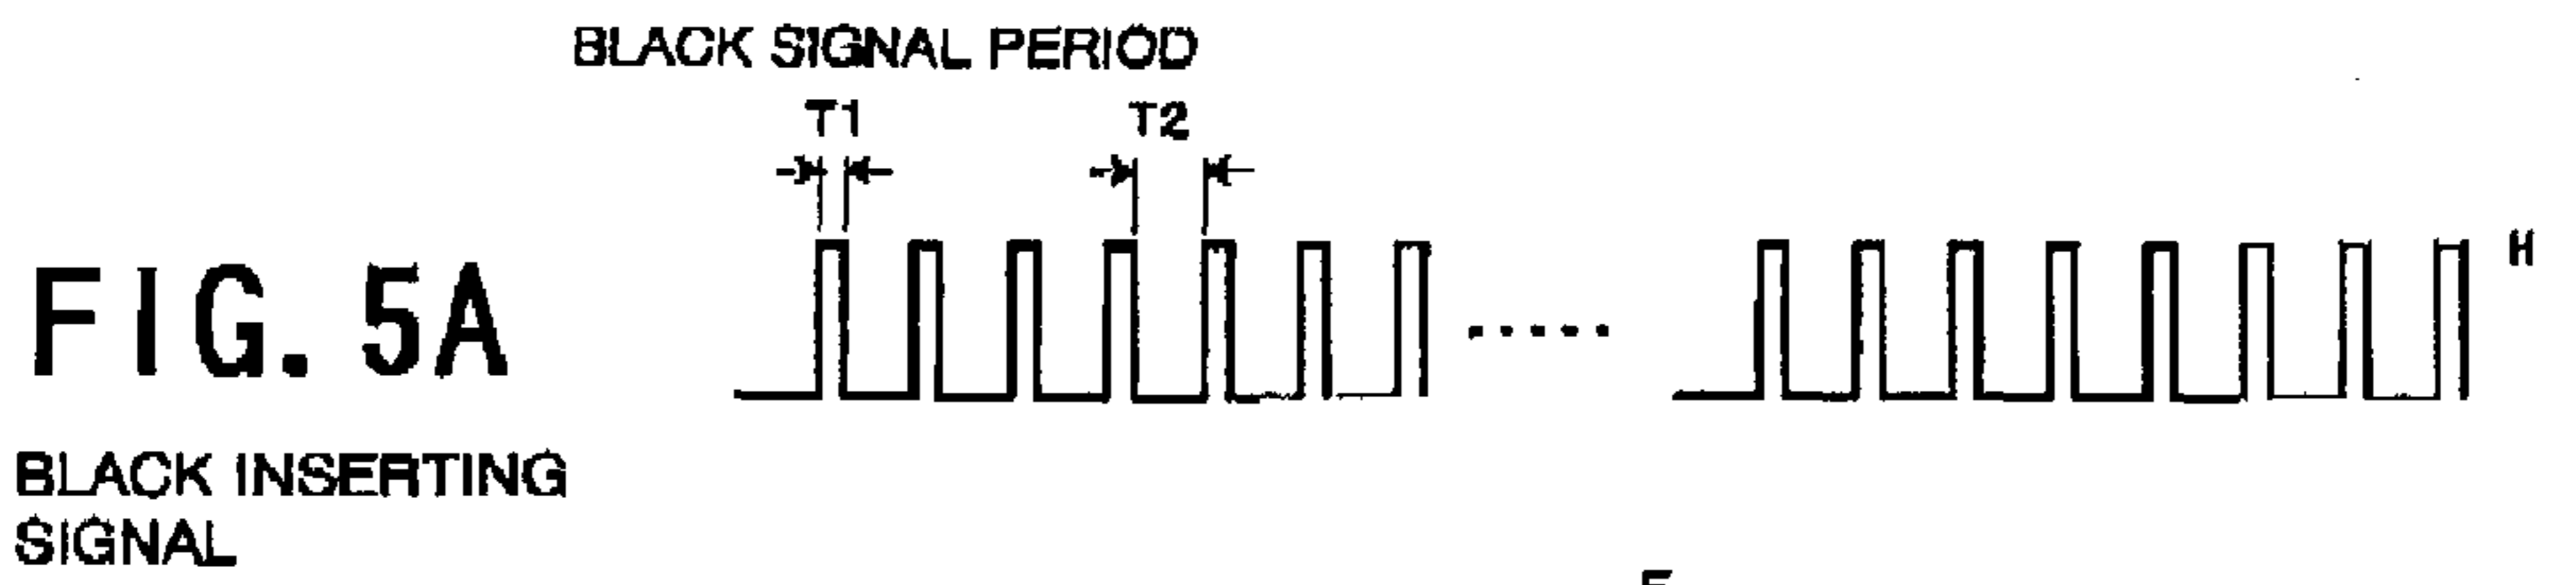 BLACK SIGNAL PERIOD
T1 T2
H
FIG. 5A
BLACK INSERTING
SIGNAL